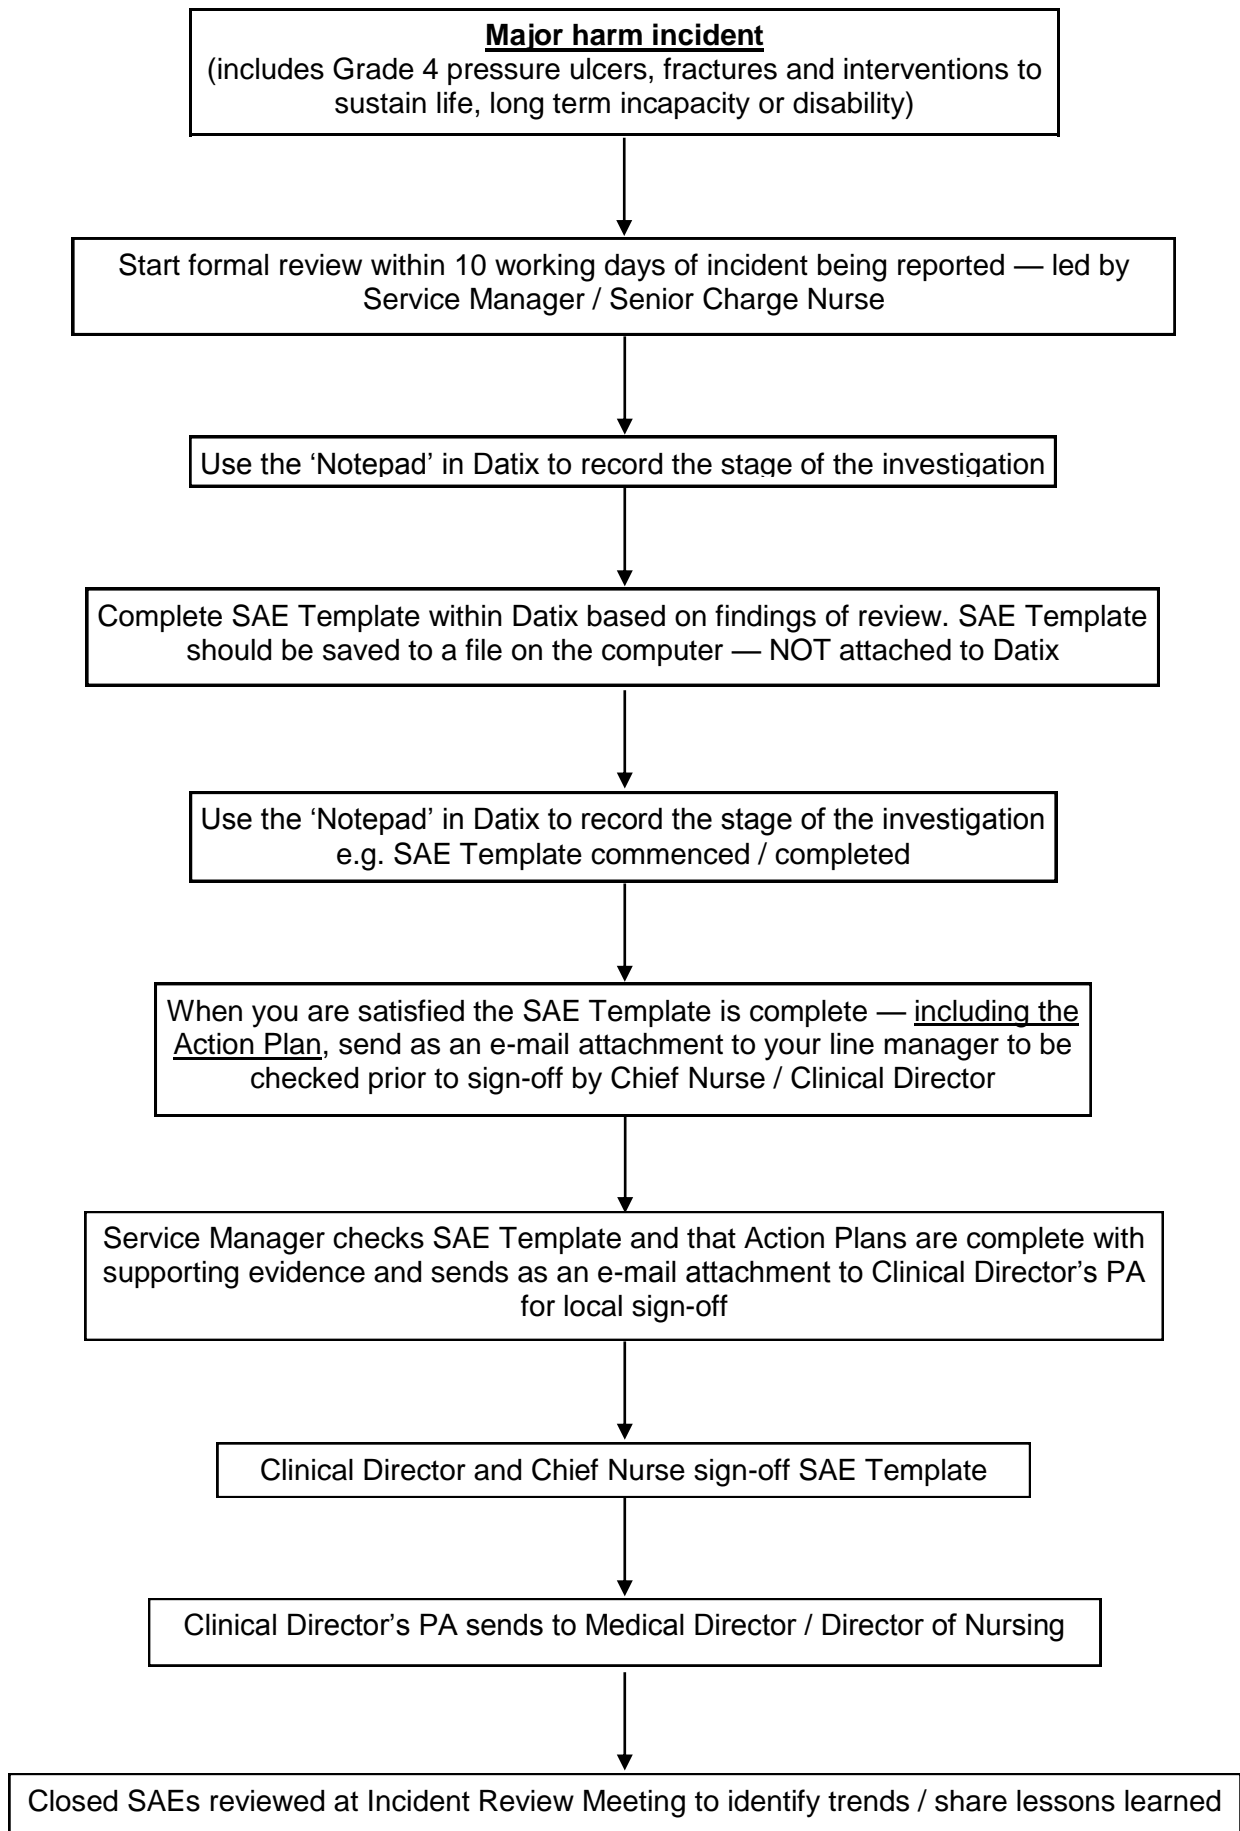 Major harm incident
(includes Grade 4 pressure ulcers, fractures and interventions to
sustain life, long term incapacity or disability)
Start formal review within 10 working days of incident being reported — led by
Service Manager / Senior Charge Nurse
Use the ‘Notepad’ in Datix to record the stage of the investigation
Complete SAE Template within Datix based on findings of review. SAE Template
should be saved to a file on the computer — NOT attached to Datix
Use the ‘Notepad’ in Datix to record the stage of the investigation
e.g. SAE Template commenced / completed
When you are satisfied the SAE Template is complete — including the
Action Plan, send as an e-mail attachment to your line manager to be
checked prior to sign-off by Chief Nurse / Clinical Director
Service Manager checks SAE Template and that Action Plans are complete with
supporting evidence and sends as an e-mail attachment to Clinical Director’s PA
for local sign-off
Clinical Director and Chief Nurse sign-off SAE Template
Clinical Director’s PA sends to Medical Director / Director of Nursing
Closed SAEs reviewed at Incident Review Meeting to identify trends / share lessons learned